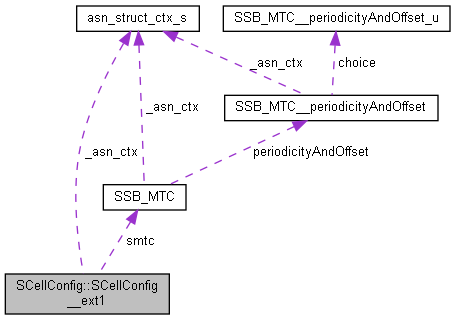 asn_struct_ctx_s
SSB_MTC__periodicityAndOffset_u
_asn_ctx
choice
_asn_ctx
SSB_MTC__periodicityAndOffset
_asn_ctx
periodicityAndOffset
SSB_MTC
smtc
SCellConfig::SCellConfig
__ext1